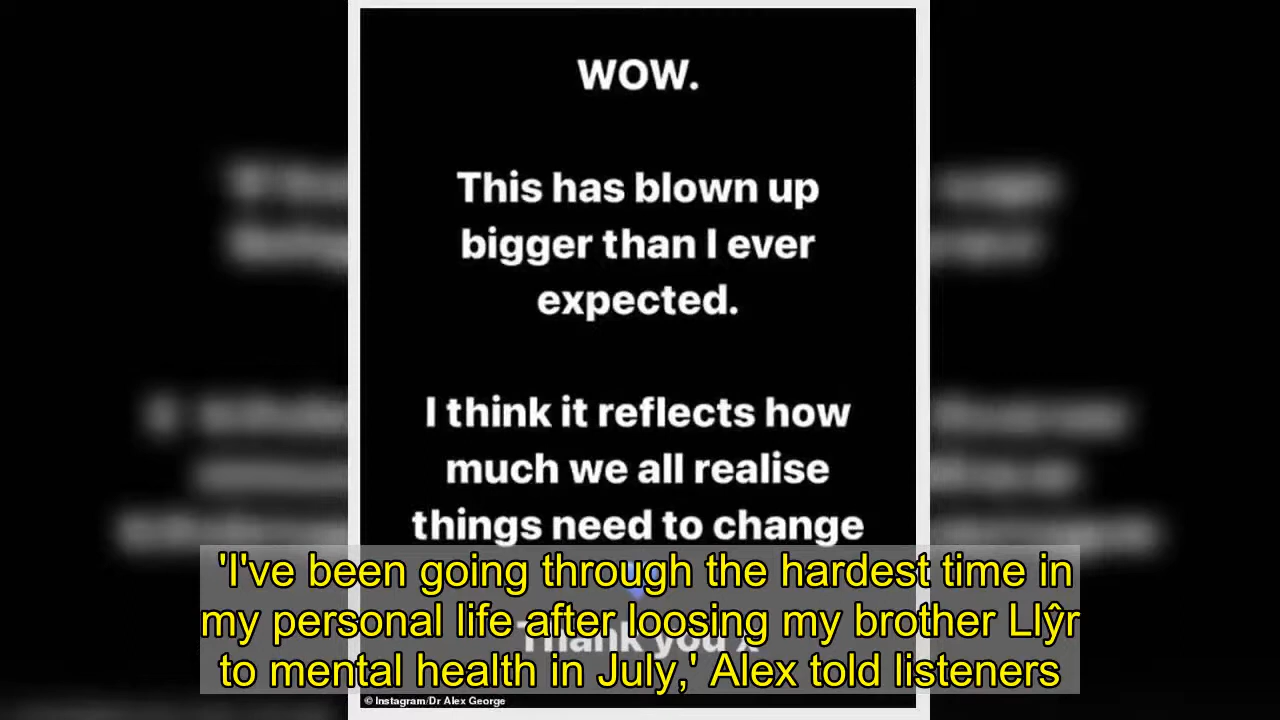 WOW.
This has blown up
bigger than I ever
expected.
I think it reflects how
much we all realise
things need to change
Thank you x
'I've been going through the hardest time in
my personal life after loosing my brother Llŷr
to mental health in July,' Alex told listeners
© Instagram/Dr Alex George